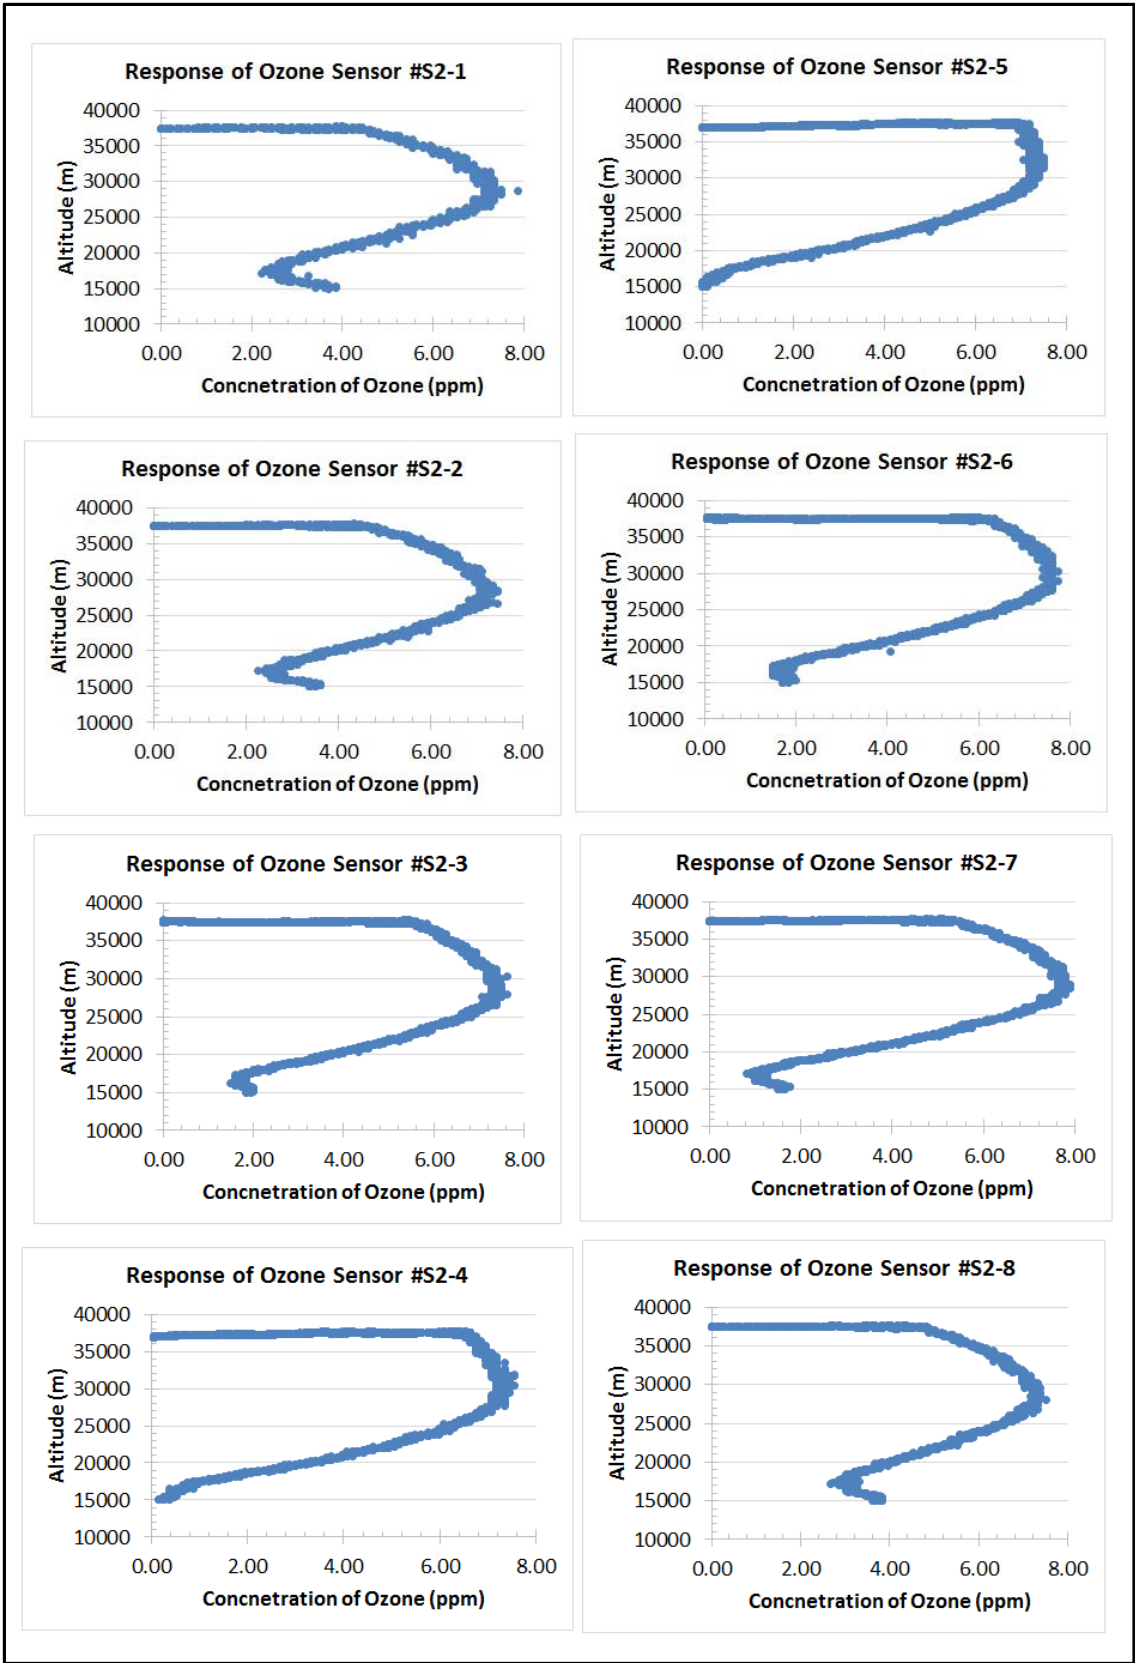 Response of Ozone Sensor #S2-1
40000
35000
30000
25000
20000
15000
10000
Altitude (m)
0.00 2.00 4.00 6.00 8.00
Concnetration of Ozone (ppm)
Response of Ozone Sensor #S2-5
40000
35000
30000
25000
20000
15000
10000
Altitude (m)
0.00 2.00 4.00 6.00 8.00
Concnetration of Ozone (ppm)
Response of Ozone Sensor #S2-2
40000
35000
30000
25000
20000
15000
10000
Altitude (m)
0.00 2.00 4.00 6.00 8.00
Concnetration of Ozone (ppm)
Response of Ozone Sensor #S2-6
40000
35000
30000
25000
20000
15000
10000
Altitude (m)
0.00 2.00 4.00 6.00 8.00
Concnetration of Ozone (ppm)
Response of Ozone Sensor #S2-3
40000
35000
30000
25000
20000
15000
10000
Altitude (m)
0.00 2.00 4.00 6.00 8.00
Concnetration of Ozone (ppm)
Response of Ozone Sensor #S2-7
40000
35000
30000
25000
20000
15000
10000
Altitude (m)
0.00 2.00 4.00 6.00 8.00
Concnetration of Ozone (ppm)
Response of Ozone Sensor #S2-4
40000
35000
30000
25000
20000
15000
10000
Altitude (m)
0.00 2.00 4.00 6.00 8.00
Concnetration of Ozone (ppm)
Response of Ozone Sensor #S2-8
40000
35000
30000
25000
20000
15000
10000
Altitude (m)
0.00 2.00 4.00 6.00 8.00
Concnetration of Ozone (ppm)